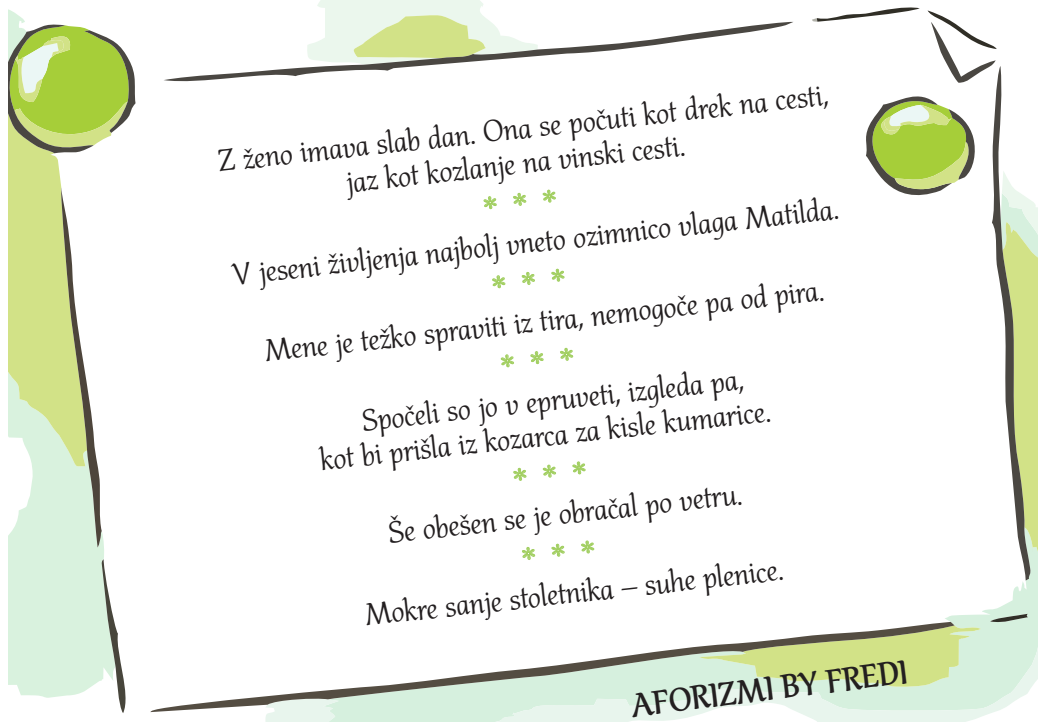 Z ženo imava slab dan. Ona se počuti kot drek na cesti,
jaz kot kozlanje na vinski cesti.
* * *
V jeseni življenja najbolj vneto ozimnico vlaga Matilda.
* * *
Mene je težko spraviti iz tira, nemogoče pa od pira.
* * *
Spočeli so jo v epruveti, izgleda pa,
kot bi prišla iz kozarca za kisle kumarice.
* * *
Še obešen se je obračal po vetru.
* * *
Mokre sanje stoletnika – suhe plenice.
AFORIZMI BY FREDI